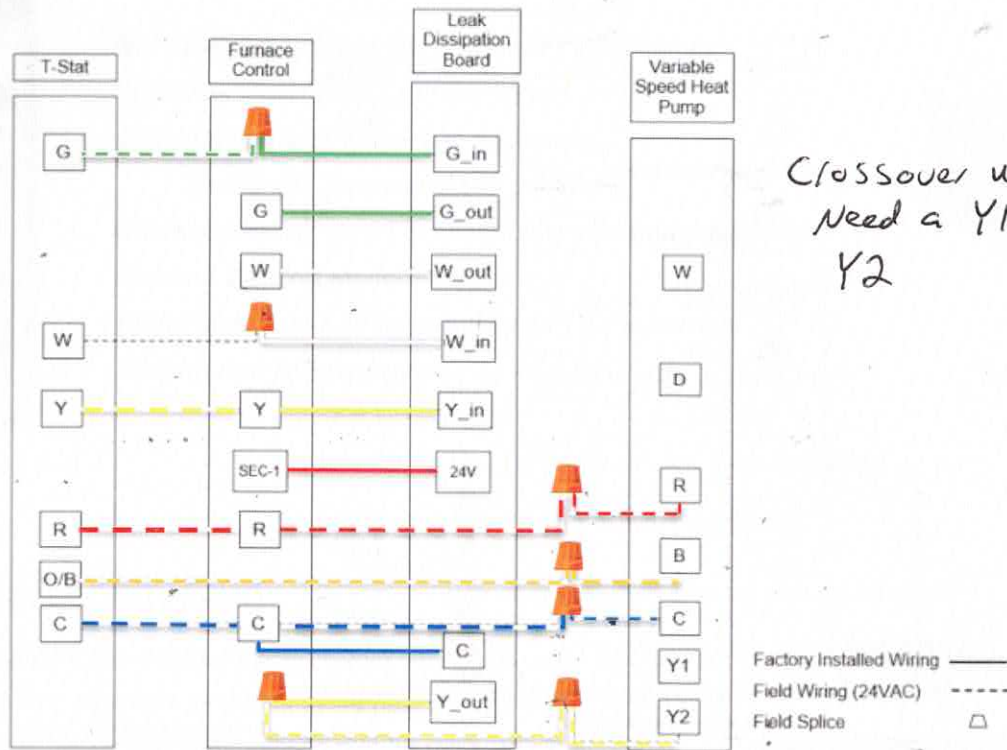 T-Stat
Furnace
Control
Leak
Dissipation
Board
Variable
Speed Heat
Pump
G
G_in
G
G_out
W
W_out
W
W
W_in
D
Y
Y
Y_in
SEC-1
24V
R
R
R
B
O/B
C
C
C
C
Y1
Y_out
Y2
Crossover
Need a Y1
Y2
Factory Installed Wiring
Field Wiring (24VAC)
Field Splice